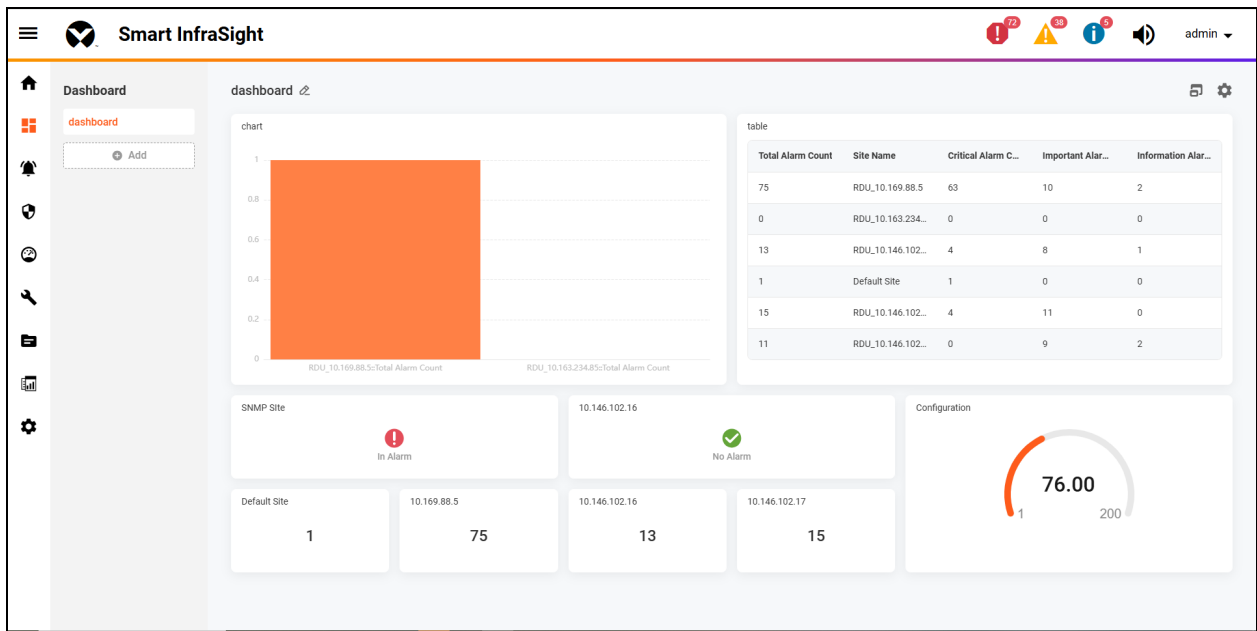 Smart InfraSight
72
38
5
admin
Dashboard
dashboard
Add
dashboard
chart
1
0.8
0.6
0.4
0.2
0
RDU_10.169.88.5::Total Alarm Count
RDU_10.163.234.85::Total Alarm Count
table
Total Alarm Count Site Name Critical Alarm C... Important Alar... Information Alar...
75 RDU_10.169.88.5 63 10 2
0 RDU_10.163.234... 0 0 0
13 RDU_10.146.102... 4 8 1
1 Default Site 1 0 0
15 RDU_10.146.102... 4 11 0
11 RDU_10.146.102... 0 9 2
SNMP SIte
In Alarm
10.146.102.16
No Alarm
Configuration
76.00
1 200
Default Site
1
10.169.88.5
75
10.146.102.16
13
10.146.102.17
15